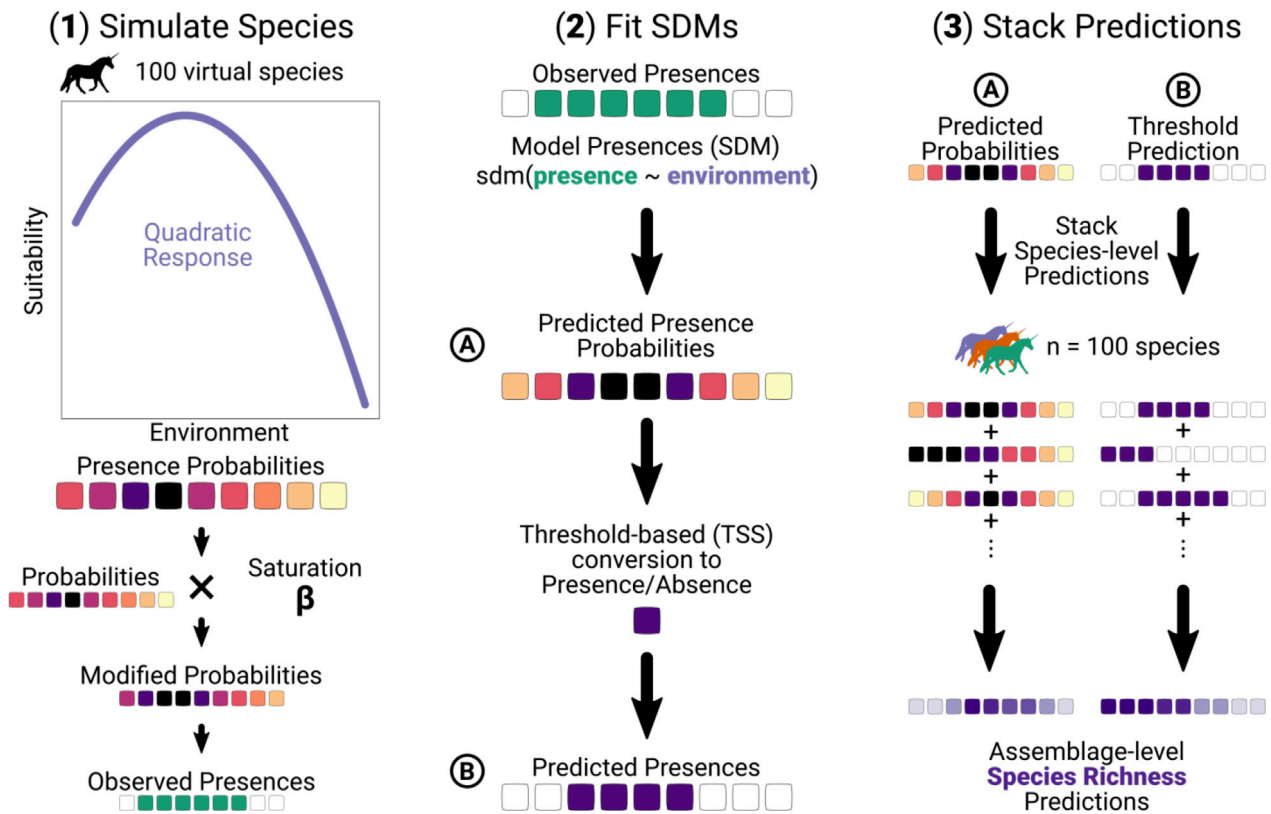 (1) Simulate Species
100 virtual species
Suitability
Quadratic
Response
Environment
Presence Probabilities
Probabilities
×
Saturation
β
Modified Probabilities
Observed Presences
(2) Fit SDMs
Observed Presences
Model Presences (SDM)
sdm(presence ~ environment)
A
Predicted Presence
Probabilities
Threshold-based (TSS)
conversion to
Presence/Absence
B
Predicted Presences
(3) Stack Predictions
A
Predicted
Probabilities
B
Threshold
Prediction
Stack
Species-level
Predictions
n = 100 species
+ +
+ +
+ +
⋮ ⋮
Assemblage-level
Species Richness
Predictions